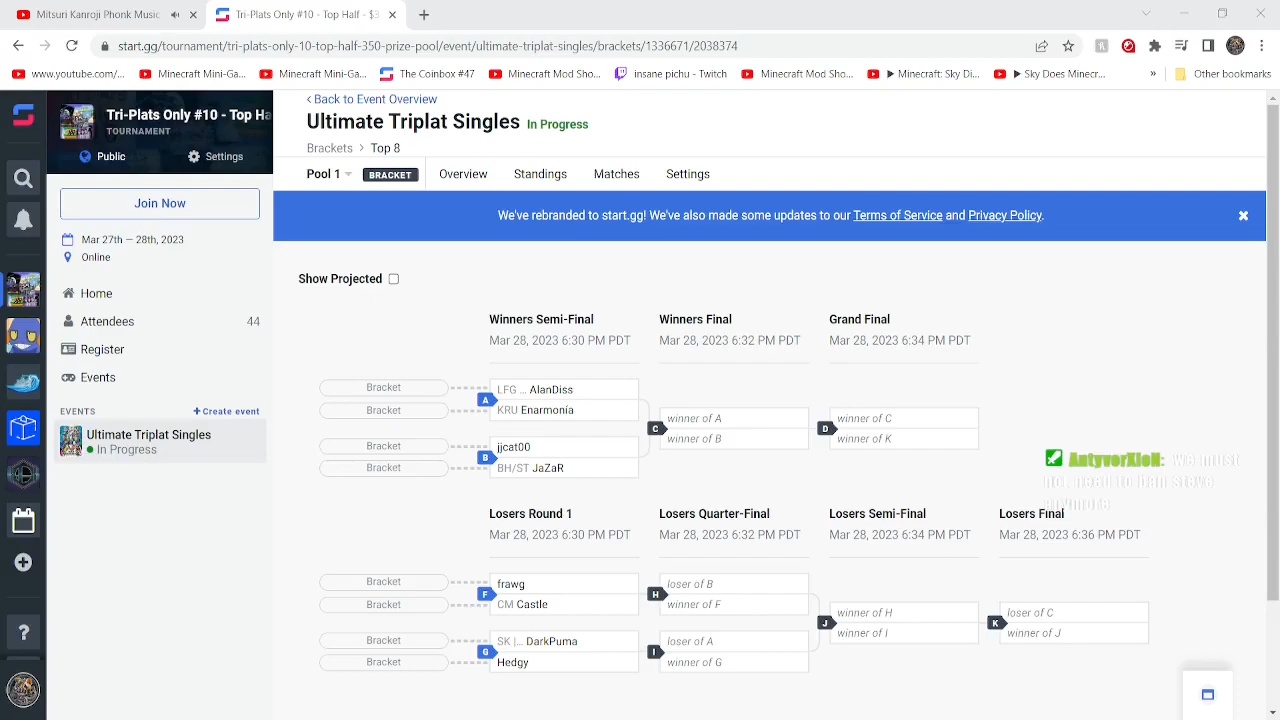 Mitsuri Kanroji Phonk Music
Tri-Plats Only #10 - Top Half - $3
start.gg/tournament/tri-plats-only-10-top-half-350-prize-pool/event/ultimate-triplat-singles/brackets/1336671/2038374
www.youtube.com/...
Minecraft Mini-Ga...
Minecraft Mini-Ga...
The Coinbox #47
Minecraft Mod Sho...
insane pichu - Twitch
Minecraft Mod Sho...
► Minecraft: Sky Di...
► Sky Does Minecr...
»
Other bookmarks
Tri-Plats Only #10 - Top Ha
TOURNAMENT
Public
Settings
Join Now
Mar 27th — 28th, 2023
Online
Home
Attendees 44
Register
Events
EVENTS
+ Create event
Ultimate Triplat Singles
In Progress
?
‹ Back to Event Overview
Ultimate Triplat Singles In Progress
Brackets > Top 8
Pool 1
BRACKET
Overview
Standings
Matches
Settings
We've rebranded to start.gg! We've also made some updates to our Terms of Service and Privacy Policy.
Show Projected
Winners Semi-Final
Mar 28, 2023 6:30 PM PDT
Winners Final
Mar 28, 2023 6:32 PM PDT
Grand Final
Mar 28, 2023 6:34 PM PDT
Bracket
Bracket
A
LFG ... AlanDiss
KRU Enarmonía
Bracket
Bracket
B
jjcat00
BH/ST JaZaR
C
winner of A
winner of B
D
winner of C
winner of K
AntyverXioN: we must
not need to ban steve
anymore
Losers Round 1
Mar 28, 2023 6:30 PM PDT
Losers Quarter-Final
Mar 28, 2023 6:32 PM PDT
Losers Semi-Final
Mar 28, 2023 6:34 PM PDT
Losers Final
Mar 28, 2023 6:36 PM PDT
Bracket
Bracket
F
frawg
CM Castle
Bracket
Bracket
G
SK |... DarkPuma
Hedgy
H
loser of B
winner of F
I
loser of A
winner of G
J
winner of H
winner of I
K
loser of C
winner of J